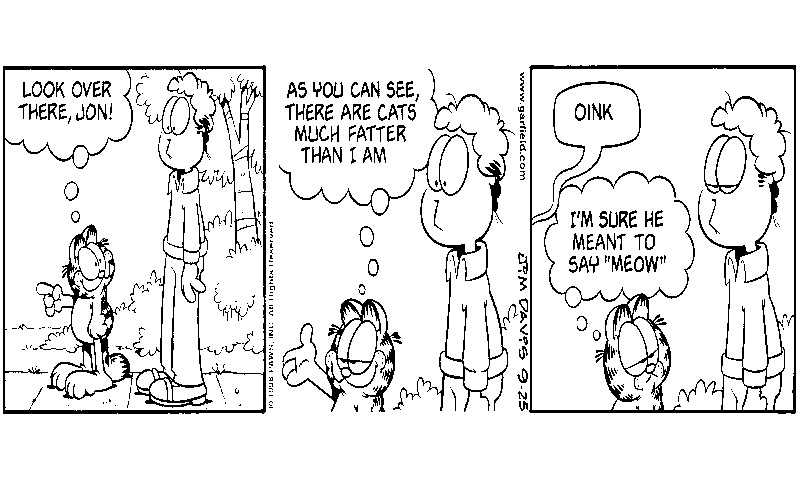 LOOK OVER
THERE, JON!
AS YOU CAN SEE,
THERE ARE CATS
MUCH FATTER
THAN I AM
www.garfield.com
JIM DAVIS 9-25
OINK
I'M SURE HE
MEANT TO
SAY "MEOW"